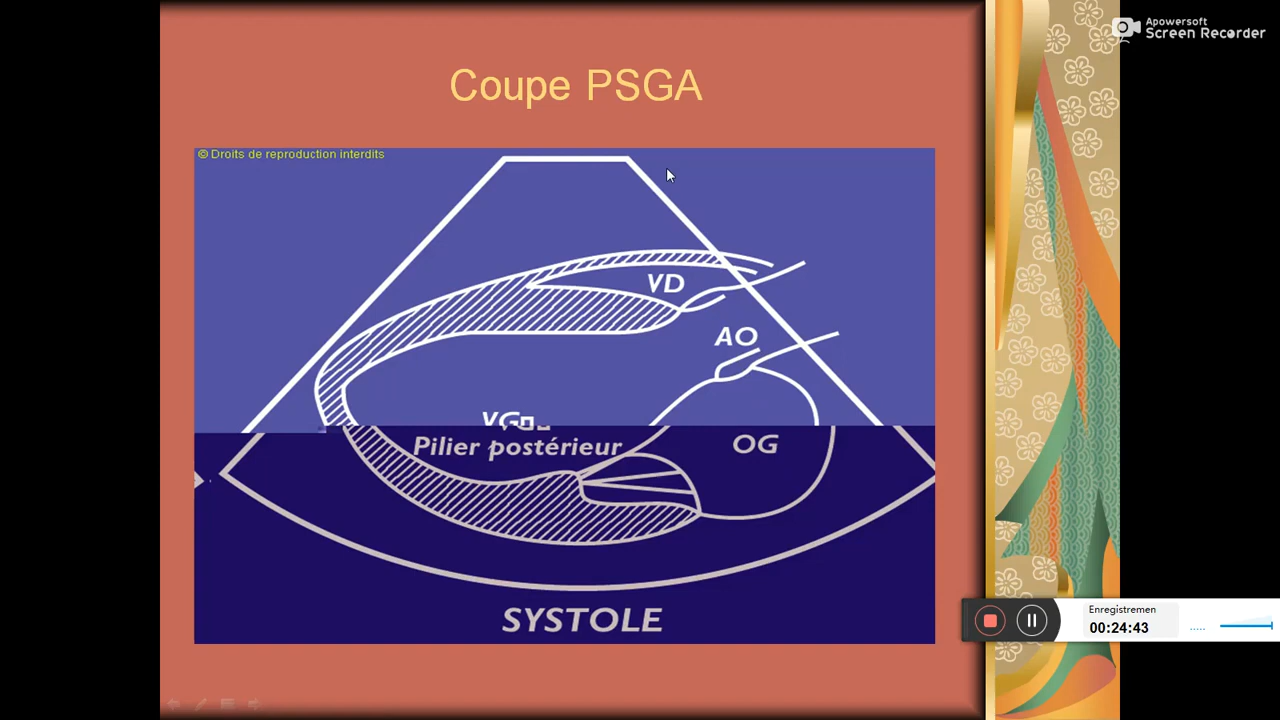 Apowersoft
Screen Recorder
Coupe PSGA
© Droits de reproduction interdits
VD
AO
VG
Pilier postérieur
OG
SYSTOLE
Enregistremen
00:24:43